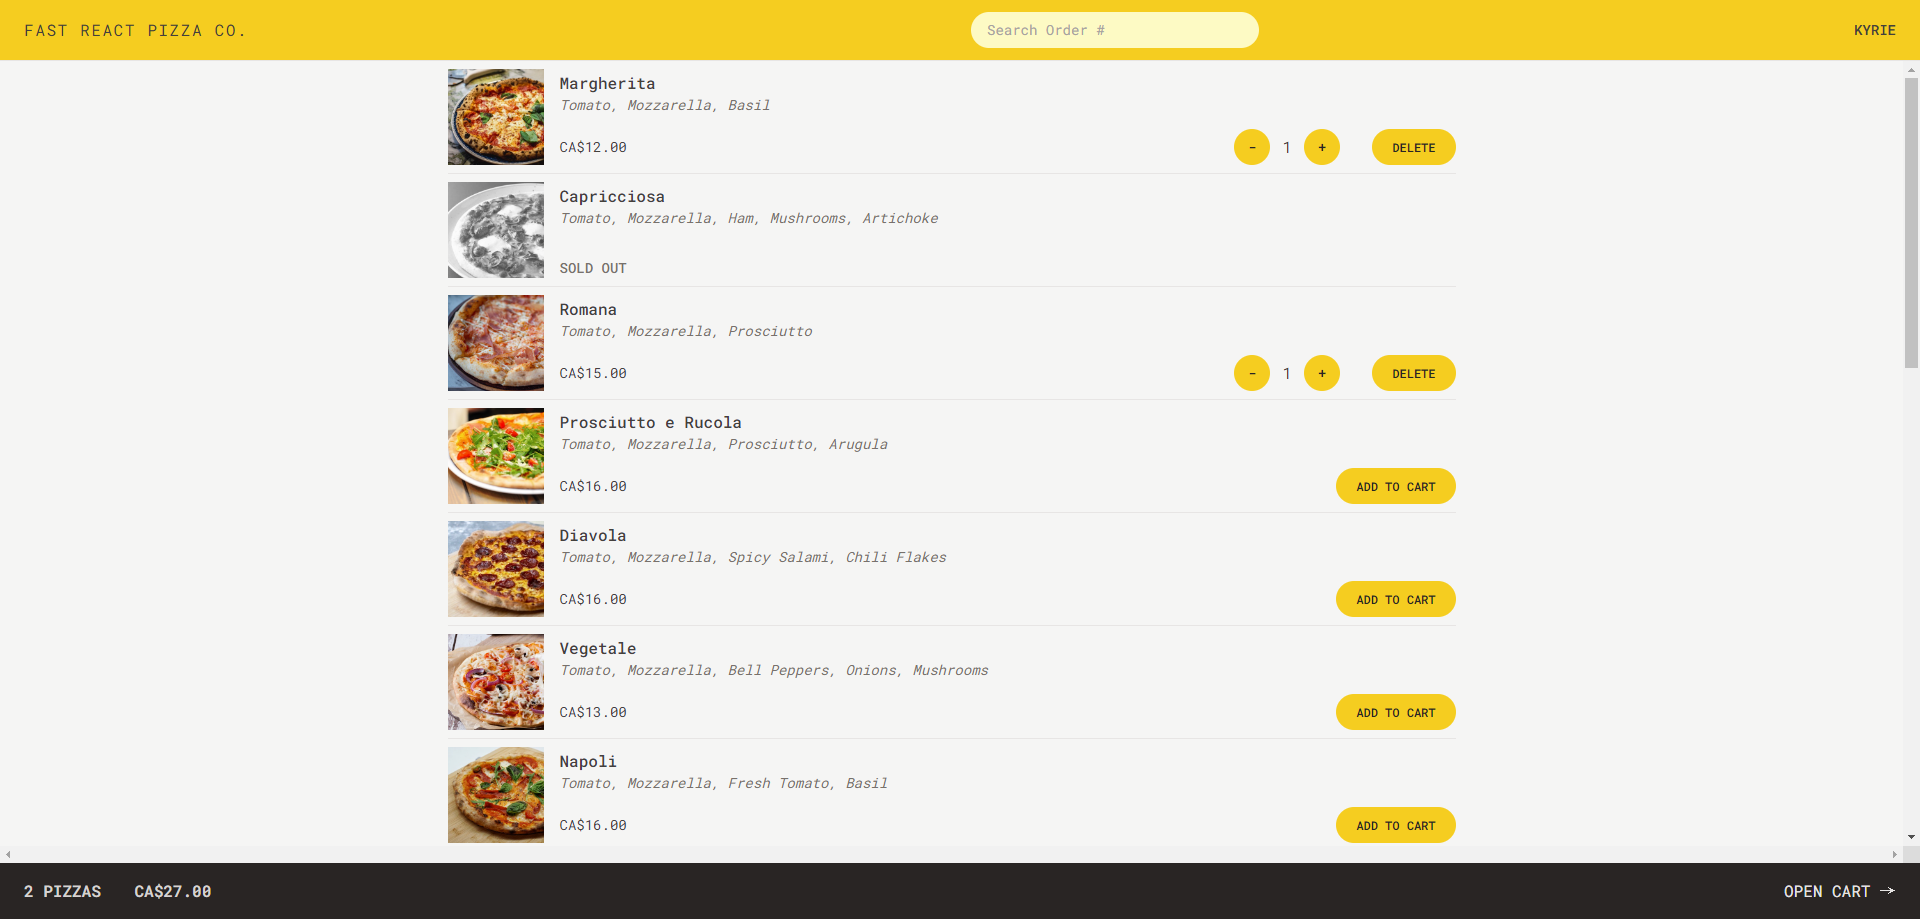 FAST REACT PIZZA CO.
Search Order #
KYRIE
Margherita
Tomato, Mozzarella, Basil
CA$12.00
- 1 + DELETE
Capricciosa
Tomato, Mozzarella, Ham, Mushrooms, Artichoke
SOLD OUT
Romana
Tomato, Mozzarella, Prosciutto
CA$15.00
- 1 + DELETE
Prosciutto e Rucola
Tomato, Mozzarella, Prosciutto, Arugula
CA$16.00
ADD TO CART
Diavola
Tomato, Mozzarella, Spicy Salami, Chili Flakes
CA$16.00
ADD TO CART
Vegetale
Tomato, Mozzarella, Bell Peppers, Onions, Mushrooms
CA$13.00
ADD TO CART
Napoli
Tomato, Mozzarella, Fresh Tomato, Basil
CA$16.00
ADD TO CART
2 PIZZAS CA$27.00
OPEN CART →